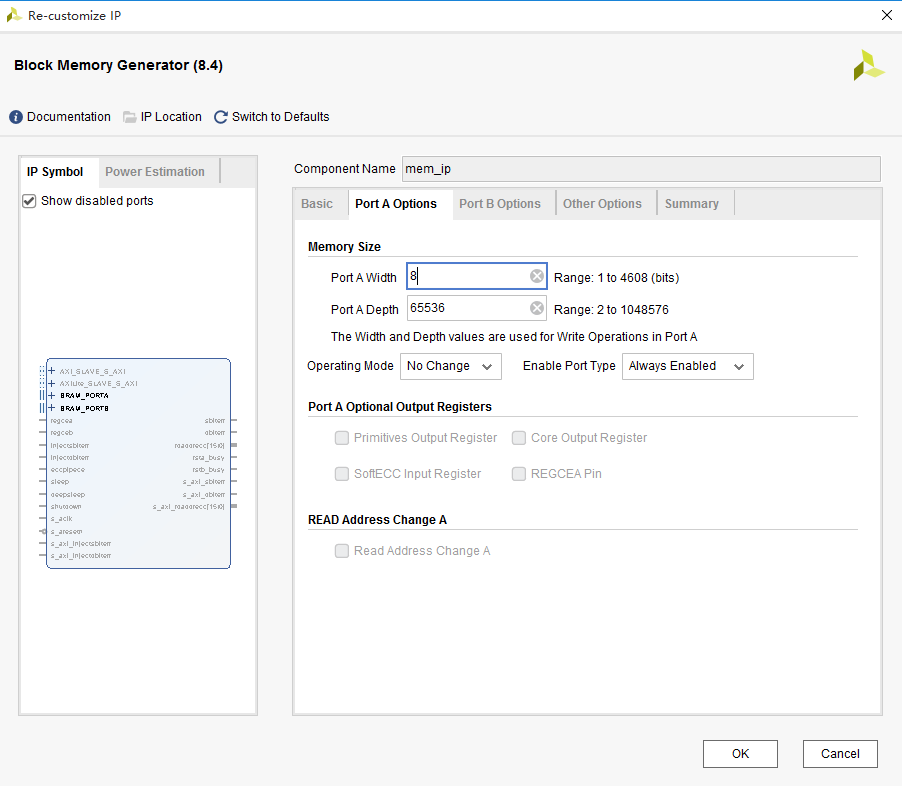 Re-customize IP
Block Memory Generator (8.4)
Documentation IP Location Switch to Defaults
IP Symbol Power Estimation
Show disabled ports
AXI_SLAVE_S_AXI
AXILite_SLAVE_S_AXI
BRAM_PORTA
BRAM_PORTB
regcea sbiterr
regceb dbiterr
injectsbiterr rdaddrecc[15:0]
injectdbiterr rsta_busy
eccpipece rstb_busy
sleep s_axi_sbiterr
deepsleep s_axi_dbiterr
shutdown s_axi_rdaddrecc[15:0]
s_aclk
s_aresetn
s_axi_injectsbiterr
s_axi_injectdbiterr
Component Name mem_ip
Basic Port A Options Port B Options Other Options Summary
Memory Size
Port A Width 8 Range: 1 to 4608 (bits)
Port A Depth 65536 Range: 2 to 1048576
The Width and Depth values are used for Write Operations in Port A
Operating Mode No Change Enable Port Type Always Enabled
Port A Optional Output Registers
Primitives Output Register Core Output Register
SoftECC Input Register REGCEA Pin
READ Address Change A
Read Address Change A
OK Cancel